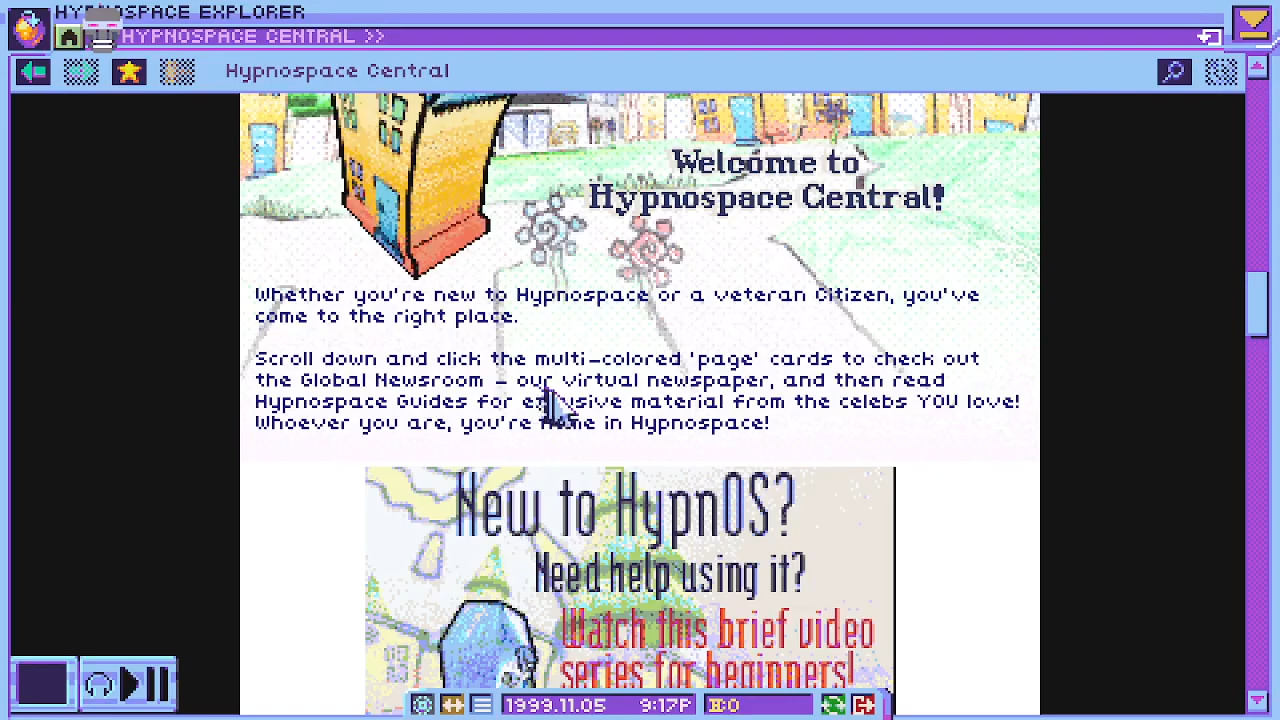 HYPNOSPACE EXPLORER
HYPNOSPACE CENTRAL >>
Hypnospace Central
Welcome to
Hypnospace Central!
Whether you're new to Hypnospace or a veteran Citizen, you've
come to the right place.
Scroll down and click the multi-colored 'page' cards to check out
the Global Newsroom - our virtual newspaper, and then read
Hypnospace Guides for exclusive material from the celebs YOU love!
Whoever you are, you're home in Hypnospace!
New to HypnOS?
Need help using it?
Watch this brief video
series for beginners!
1999.11.05 9:17P
:0